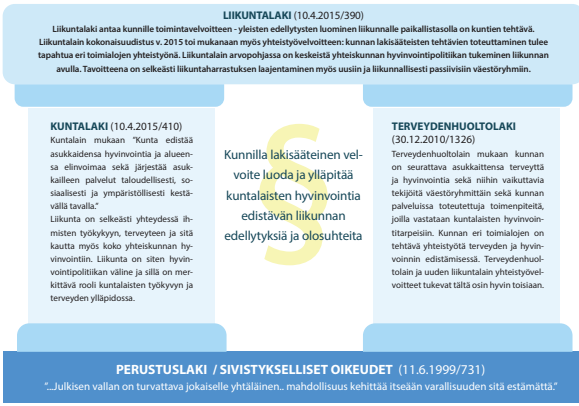 LIIKUNTALAKI (10.4.2015/390)
Liikuntalaki antaa kunnille toimintavelvoitteen - yleisten edellytysten luominen liikunnalle paikallistasolla on kuntien tehtävä.
Liikuntalain kokonaisuudistus v. 2015 toi mukanaan myös yhteistyövelvoitteen: kunnan lakisääteisten tehtävien toteuttaminen tulee
tapahtua eri toimialojen yhteistyönä. Liikuntalain arvopohjassa on keskeistä yhteiskunnan hyvinvointipolitiikan tukeminen liikunnan
avulla. Tavoitteena on selkeästi liikuntaharrastuksen laajentaminen myös uusiin ja liikunnallisesti passiivisiin väestöryhmiin.
KUNTALAKI (10.4.2015/410)
Kuntalain mukaan "Kunta edistää
asukkaidensa hyvinvointia ja alueen-
sa elinvoimaa sekä järjestää asuk-
kailleen palvelut taloudellisesti, so-
siaalisesti ja ympäristöllisesti kestä-
vällä tavalla."
Liikunta on selkeästi yhteydessä ih-
misten työkykyyn, terveyteen ja sitä
kautta myös koko yhteiskunnan hy-
vinvointiin. Liikunta on siten hyvin-
vointipolitiikan väline ja sillä on mer-
kittävä rooli kuntalaisten työkyvyn ja
terveyden ylläpidossa.
§
Kunnilla lakisääteinen vel-
voite luoda ja ylläpitää
kuntalaisten hyvinvointia
edistävän liikunnan
edellytyksiä ja olosuhteita
TERVEYDENHUOLTOLAKI
(30.12.2010/1326)
Terveydenhuoltolain mukaan kunnan
on seurattava asukkaittensa terveyttä
ja hyvinvointia sekä niihin vaikuttavia
tekijöitä väestöryhmittäin sekä kunnan
palveluissa toteutettuja toimenpiteitä,
joilla vastataan kuntalaisten hyvinvoin-
titarpeisiin. Kunnan eri toimialojen on
tehtävä yhteistyötä terveyden ja hyvin-
voinnin edistämisessä. Terveydenhuol-
tolain ja uuden liikuntalain yhteistyövel-
voitteet tukevat tältä osin hyvin toisiaan.
PERUSTUSLAKI / SIVISTYKSELLISET OIKEUDET (11.6.1999/731)
"...Julkisen vallan on turvattava jokaiselle yhtäläinen.. mahdollisuus kehittää itseään varallisuuden sitä estämättä."